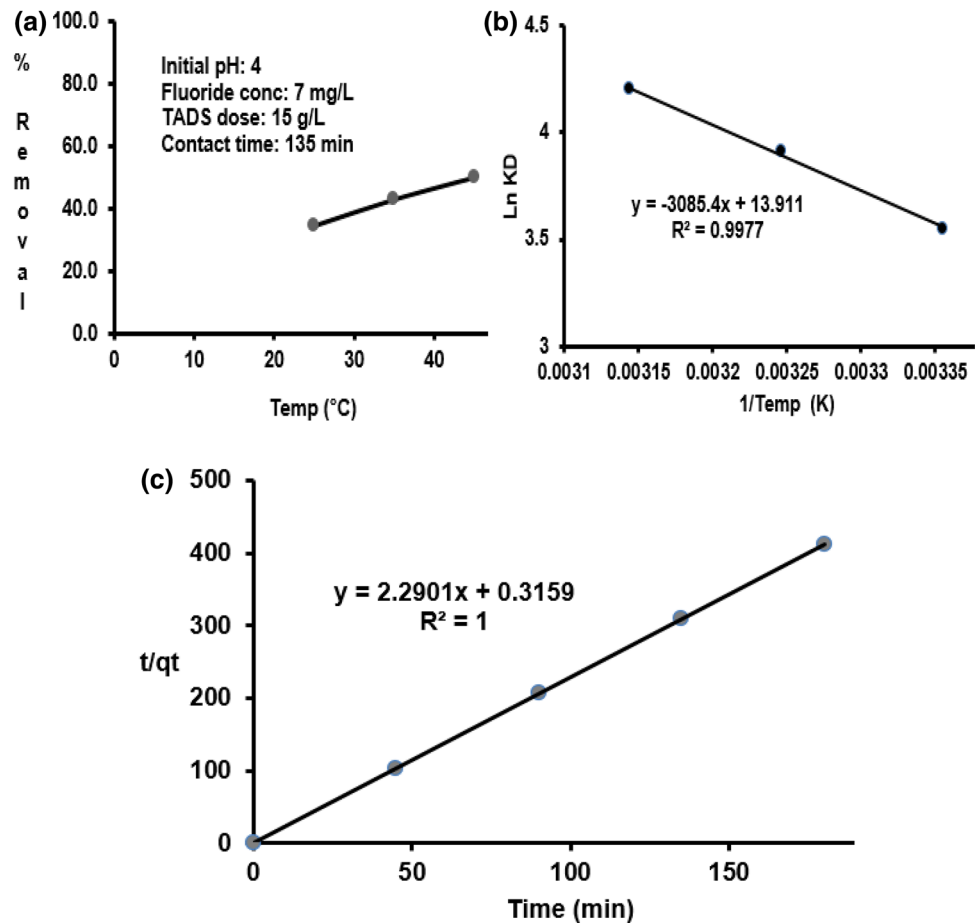 (a)
100.0
80.0
60.0
40.0
20.0
0.0
% Removal
Initial pH: 4
Fluoride conc: 7 mg/L
TADS dose: 15 g/L
Contact time: 135 min
0 10 20 30 40
Temp (°C)
(b)
4.5
4
3.5
3
Ln KD
y = -3085.4x + 13.911
R² = 0.9977
0.0031 0.00315 0.0032 0.00325 0.0033 0.00335
1/Temp (K)
(c)
500
400
300
200
100
0
t/qt
y = 2.2901x + 0.3159
R² = 1
0 50 100 150
Time (min)